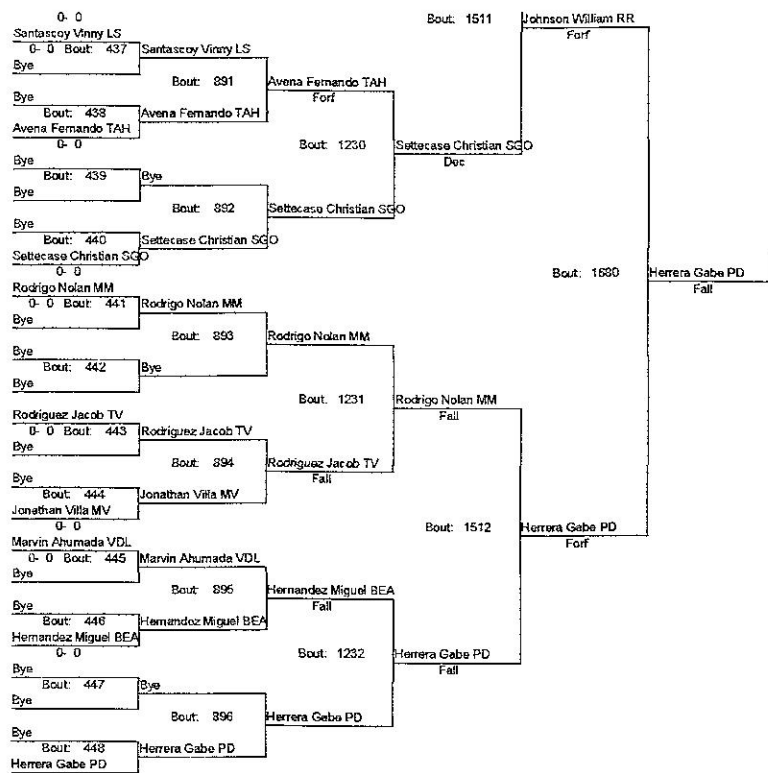 0- 0
Bout: 1511 Johnson William RR
Santascoy Vinny LS
Forf
0- 0 Bout: 437 Santascoy Vinny LS
Bye
Bout: 891 Avena Fernando TAH
Bye
Forf
Bout: 438 Avena Fernando TAH
Avena Fernando TAH
0- 0
Bout: 1230 Settecase Christian SGO
Bye
Dec
Bout: 439 Bye
Bye
Bout: 892 Settecase Christian SGO
Bye
Bout: 440 Settecase Christian SGO
Settecase Christian SGO
0- 0
Bout: 1680 Herrera Gabe PD
Rodrigo Nolan MM
Fall
0- 0 Bout: 441 Rodrigo Nolan MM
Bye
Bout: 893 Rodrigo Nolan MM
Bye
Bout: 442 Bye
Bye
Bout: 1231 Rodrigo Nolan MM
Rodriguez Jacob TV
Fall
0- 0 Bout: 443 Rodriguez Jacob TV
Bye
Bout: 894 Rodriguez Jacob TV
Bye
Fall
Bout: 444 Jonathan Villa MV
Jonathan Villa MV
0- 0
Bout: 1512 Herrera Gabe PD
Marvin Ahumada VDL
Forf
0- 0 Bout: 445 Marvin Ahumada VDL
Bye
Bout: 895 Hernandez Miguel BEA
Bye
Fall
Bout: 446 Hernandez Miguel BEA
Hernandez Miguel BEA
0- 0
Bout: 1232 Herrera Gabe PD
Bye
Fall
Bout: 447 Bye
Bye
Bout: 896 Herrera Gabe PD
Bye
Bout: 448 Herrera Gabe PD
Herrera Gabe PD